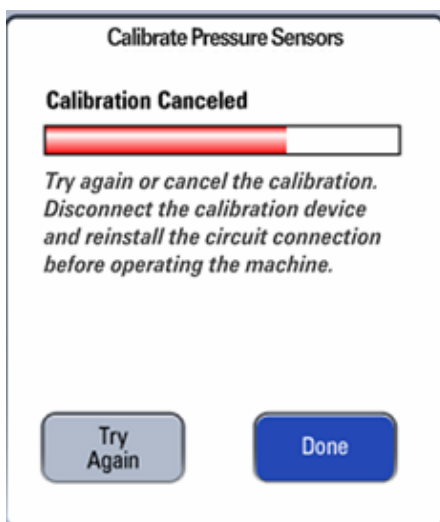 Calibrate Pressure Sensors
Calibration Canceled
Try again or cancel the calibration.
Disconnect the calibration device
and reinstall the circuit connection
before operating the machine.
Try
Again
Done